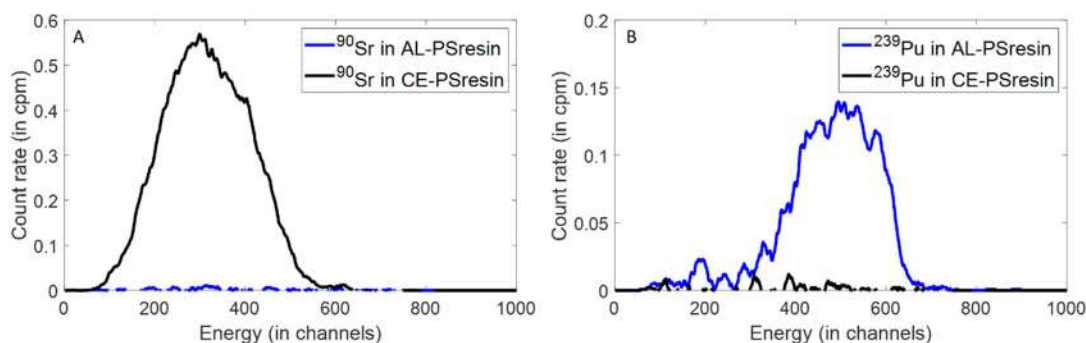 A
⁹⁰Sr in AL-PSresin
⁹⁰Sr in CE-PSresin
Count rate (in cpm)
0.6
0.5
0.4
0.3
0.2
0.1
0
0 200 400 600 800 1000
Energy (in channels)
B
²³⁹Pu in AL-PSresin
²³⁹Pu in CE-PSresin
Count rate (in cpm)
0.2
0.15
0.1
0.05
0
0 200 400 600 800 1000
Energy (in channels)